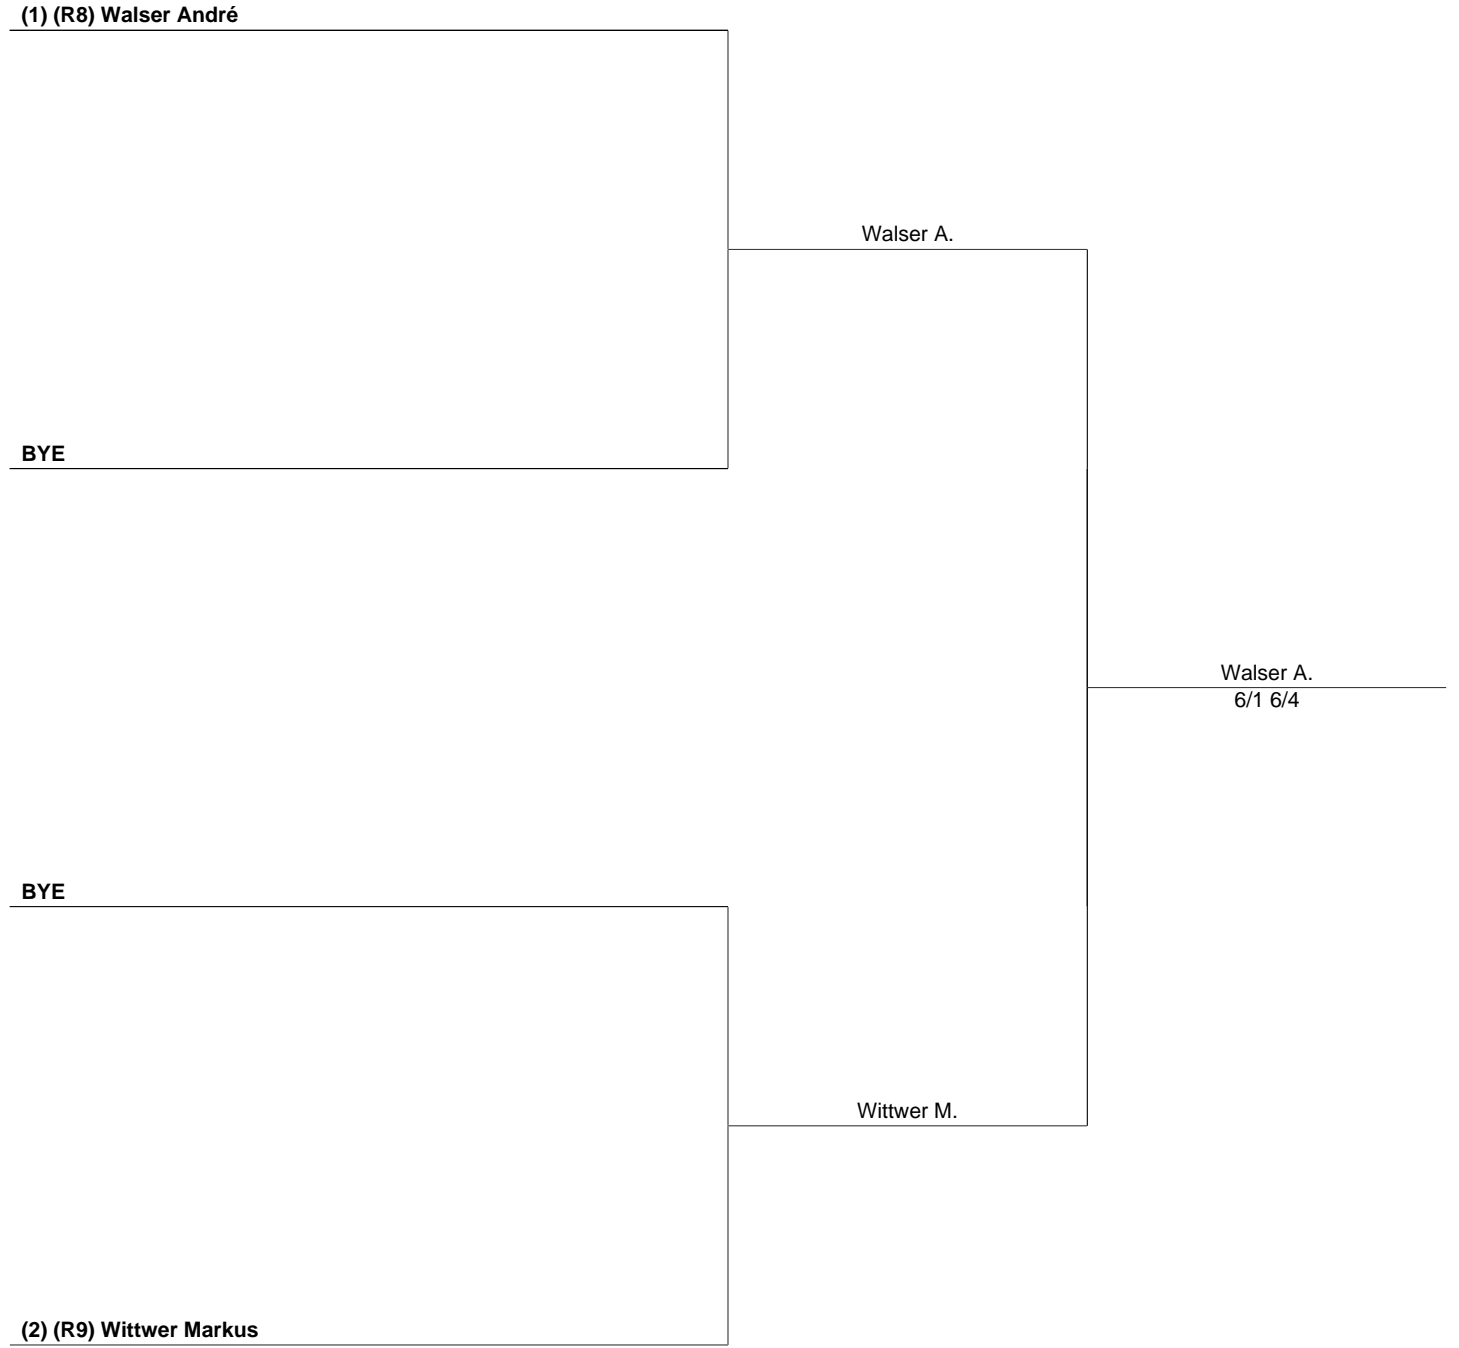 (1) (R8) Walser André
Walser A.
BYE
Walser A.
6/1 6/4
BYE
Wittwer M.
(2) (R9) Wittwer Markus